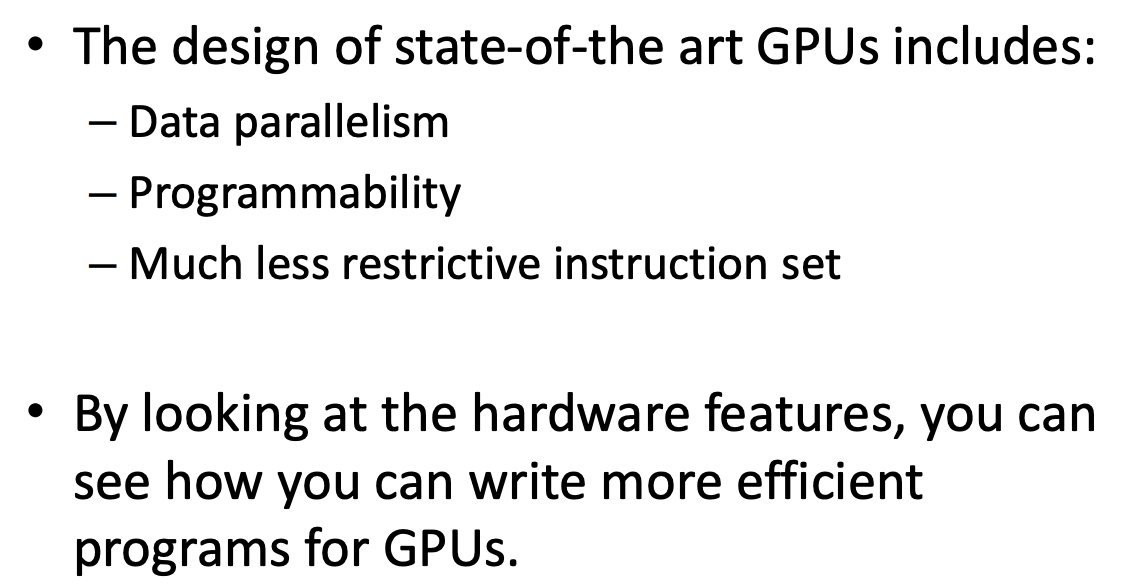 • The design of state-of-the art GPUs includes:
– Data parallelism
– Programmability
– Much less restrictive instruction set
• By looking at the hardware features, you can
see how you can write more efficient
programs for GPUs.